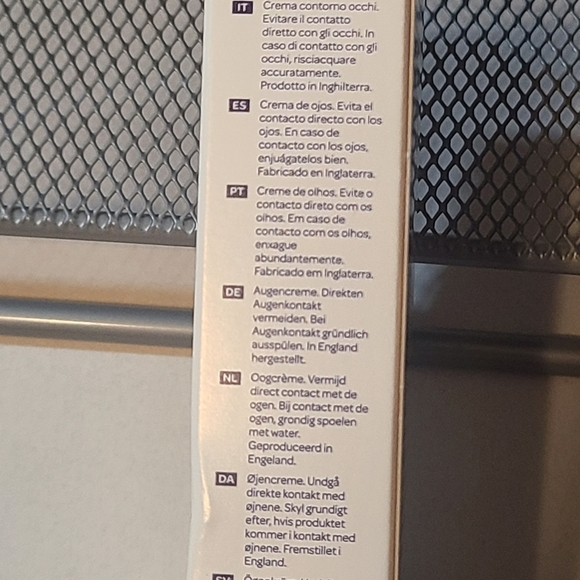 IT Crema contorno occhi.
Evitare il contatto
diretto con gli occhi. In
caso di contatto con gli
occhi, risciacquare
accuratamente.
Prodotto in Inghilterra.
ES Crema de ojos. Evita el
contacto directo con los
ojos. En caso de
contacto con los ojos,
enjuágatelos bien.
Fabricado en Inglaterra.
PT Creme de olhos. Evite o
contacto direto com os
olhos. Em caso de
contacto com os olhos,
enxague
abundantemente.
Fabricado em Inglaterra.
DE Augencreme. Direkten
Augenkontakt
vermeiden. Bei
Augenkontakt gründlich
ausspülen. In England
hergestellt.
NL Oogcrème. Vermijd
direct contact met de
ogen. Bij contact met de
ogen, grondig spoelen
met water.
Geproduceerd in
Engeland.
DA Øjencreme. Undgå
direkte kontakt med
øjnene. Skyl grundigt
efter, hvis produktet
kommer i kontakt med
øjnene. Fremstillet i
England.